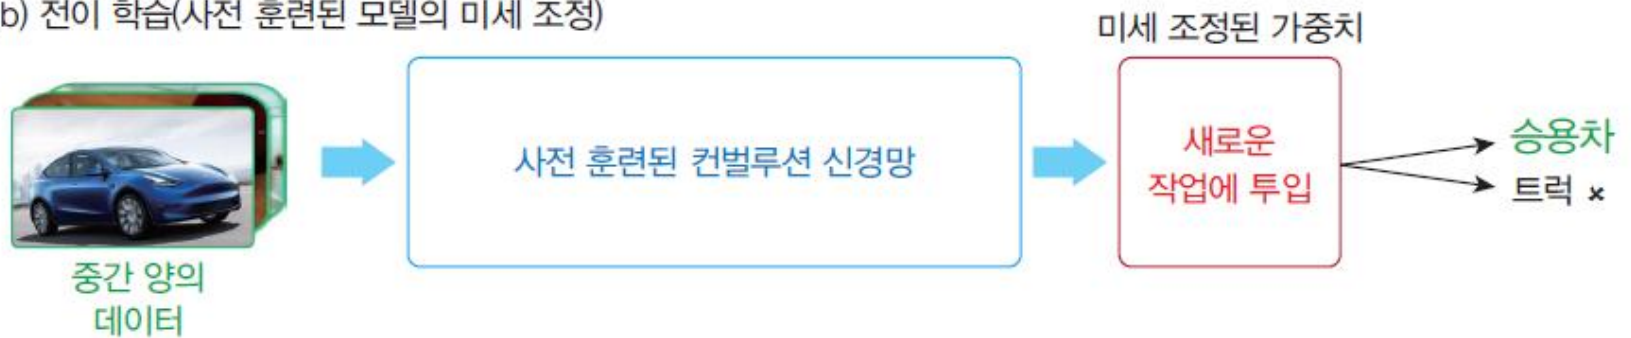 b) 전이 학습(사전 훈련된 모델의 미세 조정)
미세 조정된 가중치
사전 훈련된 컨벌루션 신경망
새로운
작업에 투입
승용차
트럭 ×
중간 양의
데이터